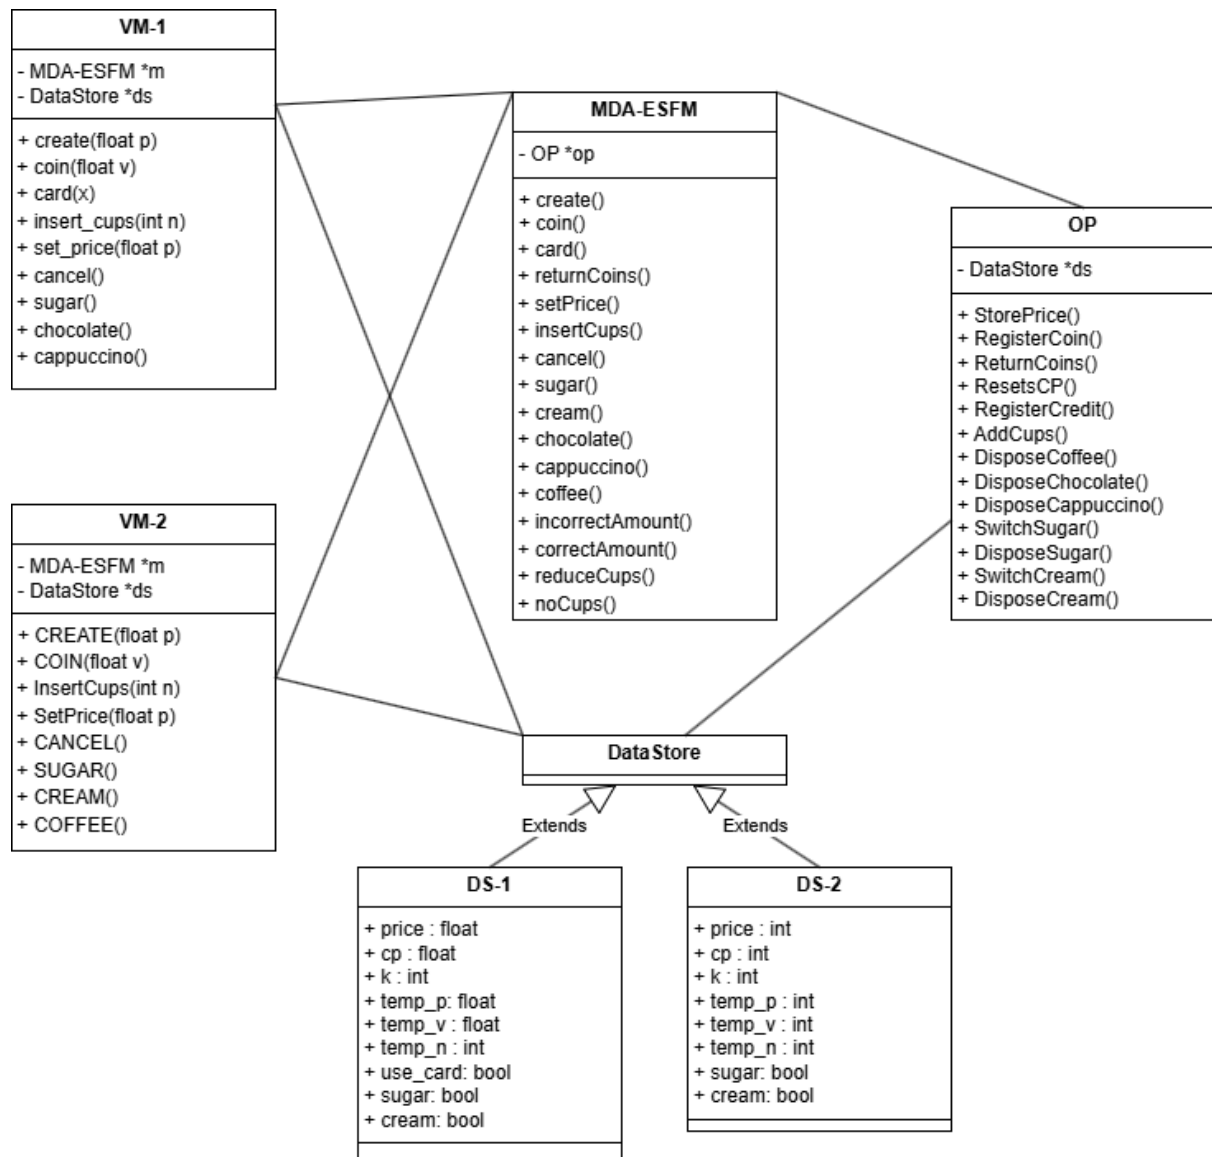 VM-1
- MDA-ESFM *m
- DataStore *ds
+ create(float p)
+ coin(float v)
+ card(x)
+ insert_cups(int n)
+ set_price(float p)
+ cancel()
+ sugar()
+ chocolate()
+ cappuccino()
MDA-ESFM
- OP *op
+ create()
+ coin()
+ card()
+ returnCoins()
+ setPrice()
+ insertCups()
+ cancel()
+ sugar()
+ cream()
+ chocolate()
+ cappuccino()
+ coffee()
+ incorrectAmount()
+ correctAmount()
+ reduceCups()
+ noCups()
OP
- DataStore *ds
+ StorePrice()
+ RegisterCoin()
+ ReturnCoins()
+ ResetsCP()
+ RegisterCredit()
+ AddCups()
+ DisposeCoffee()
+ DisposeChocolate()
+ DisposeCappuccino()
+ SwitchSugar()
+ DisposeSugar()
+ SwitchCream()
+ DisposeCream()
VM-2
- MDA-ESFM *m
- DataStore *ds
+ CREATE(float p)
+ COIN(float v)
+ InsertCups(int n)
+ SetPrice(float p)
+ CANCEL()
+ SUGAR()
+ CREAM()
+ COFFEE()
DataStore
Extends
Extends
DS-1
+ price : float
+ cp : float
+ k : int
+ temp_p: float
+ temp_v : float
+ temp_n : int
+ use_card: bool
+ sugar: bool
+ cream: bool
DS-2
+ price : int
+ cp : int
+ k : int
+ temp_p : int
+ temp_v : int
+ temp_n : int
+ sugar: bool
+ cream: bool